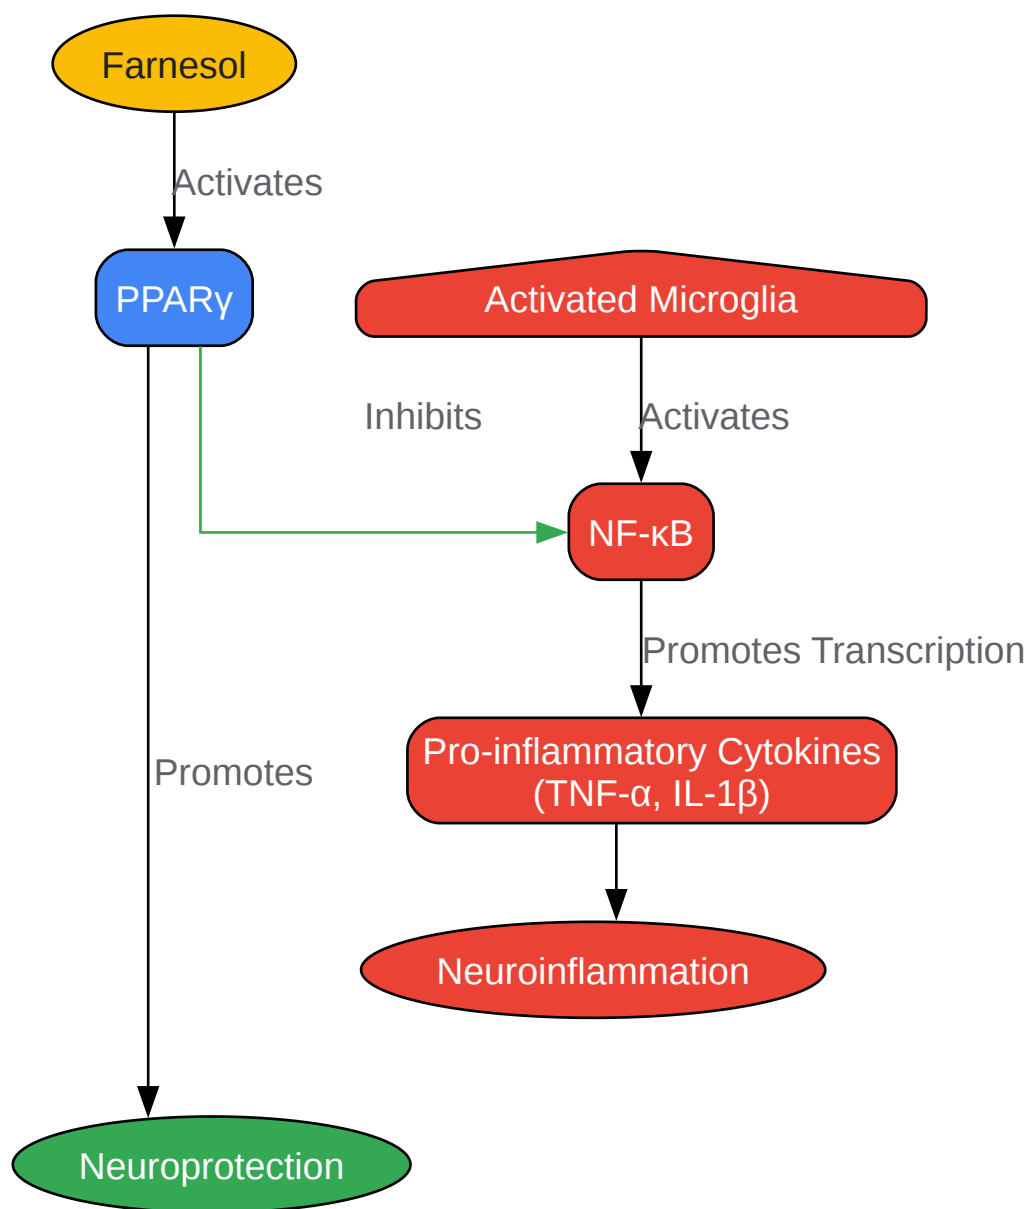 Farnesol
Activates
PPARγ
Activated Microglia
Inhibits
Activates
NF-κB
Promotes Transcription
Pro-inflammatory Cytokines
(TNF-α, IL-1β)
Promotes
Neuroinflammation
Neuroprotection